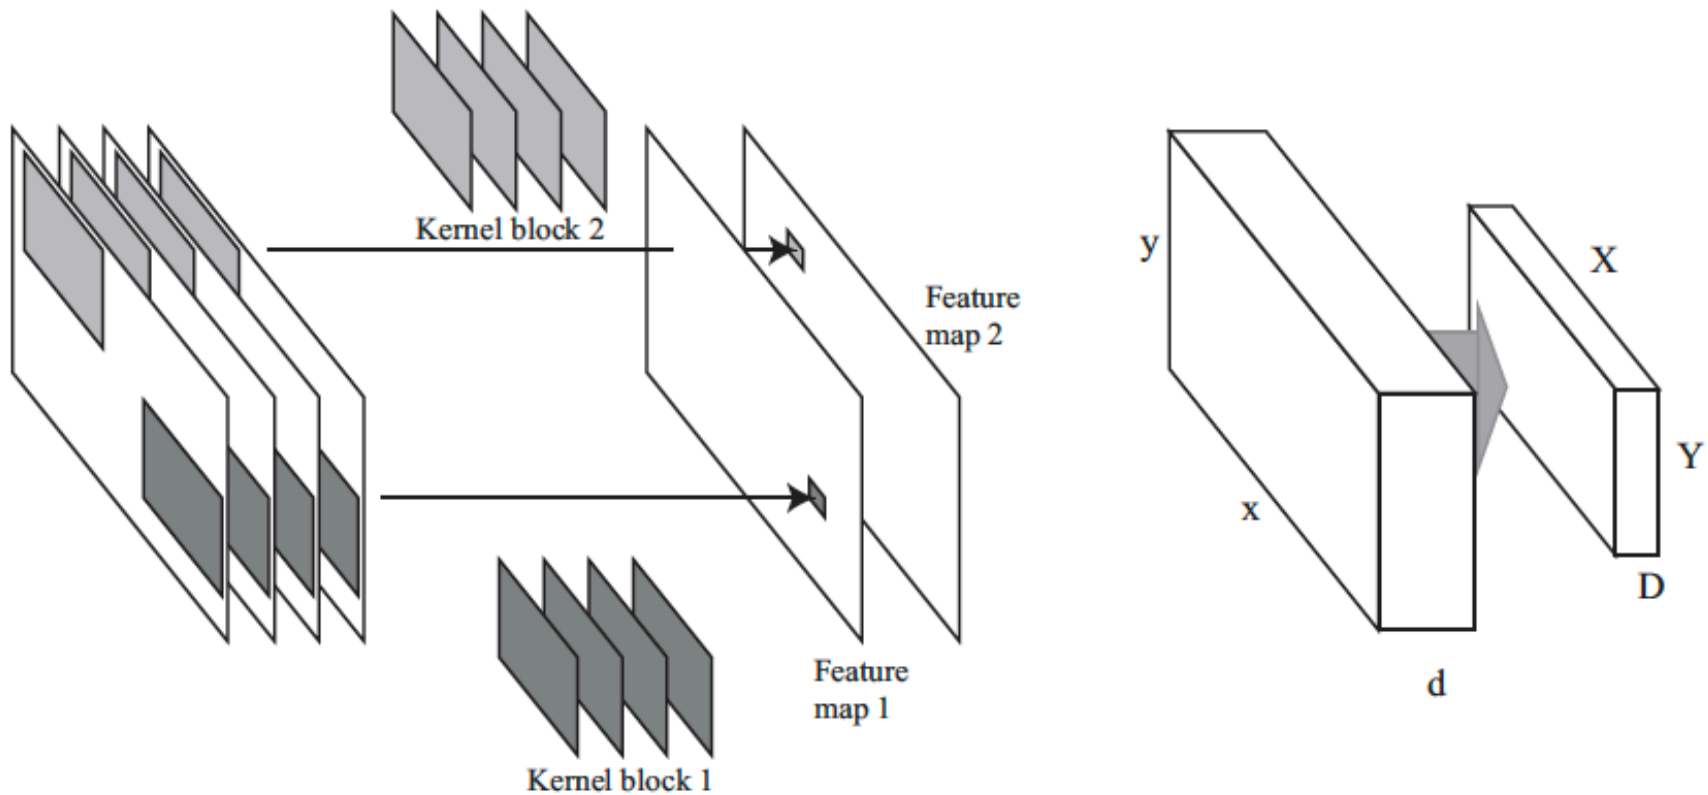 Kernel block 2
Feature
map 2
Feature
map 1
Kernel block 1
y
x
d
X
Y
D